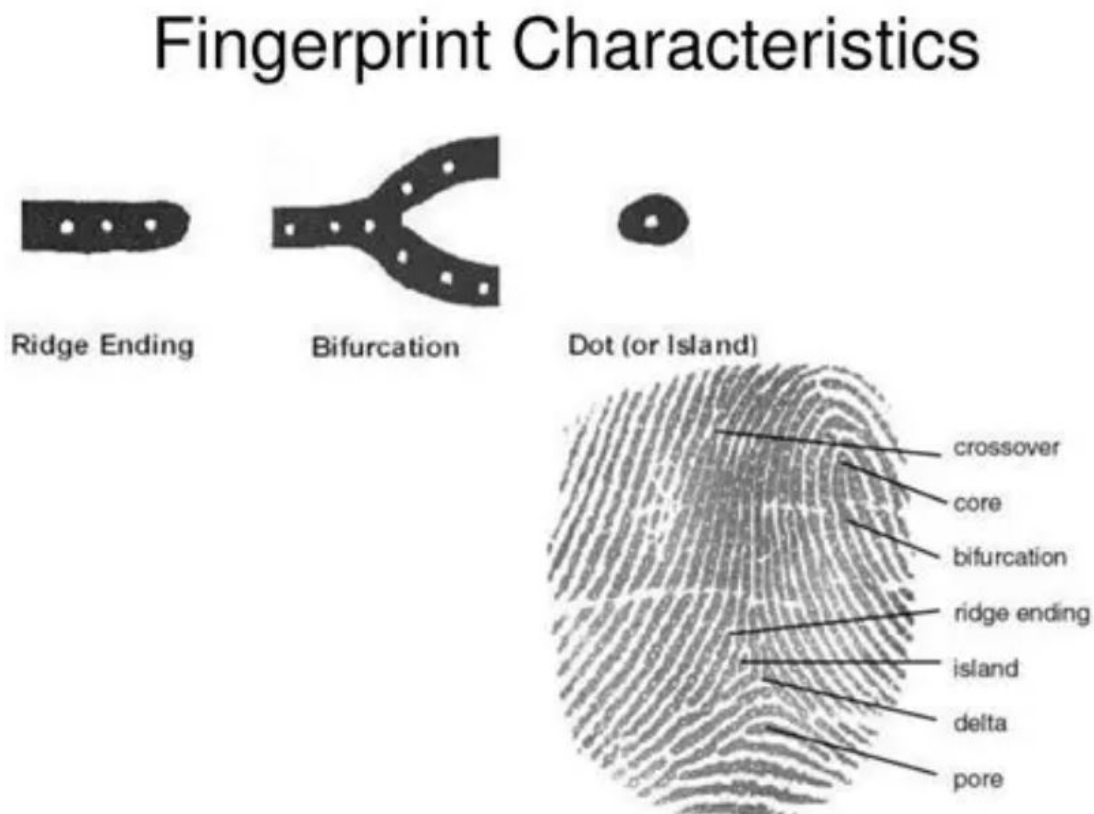 Fingerprint Characteristics
Ridge Ending
Bifurcation
Dot (or Island)
crossover
core
bifurcation
ridge ending
island
delta
pore